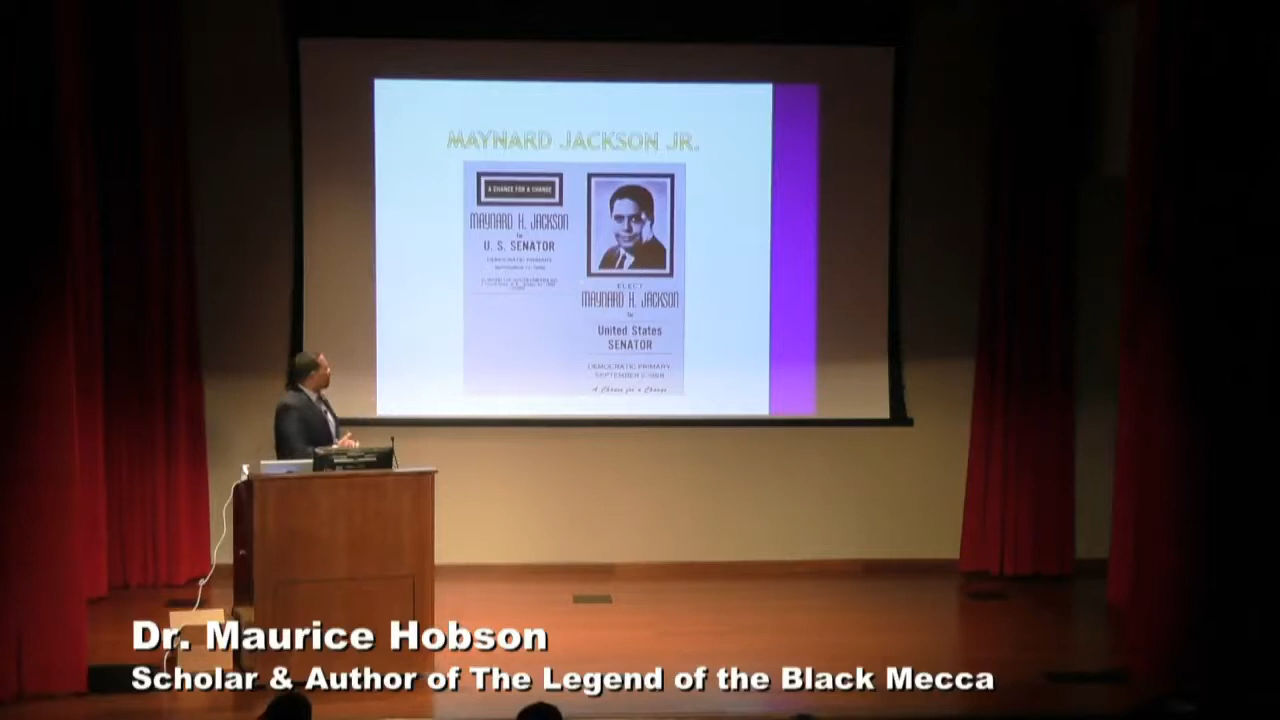 MAYNARD JACKSON JR.
A CHANCE FOR A CHANGE
MAYNARD H. JACKSON
for
U. S. SENATOR
DEMOCRATIC PRIMARY
ELECT
MAYNARD H. JACKSON
for
United States
SENATOR
DEMOCRATIC PRIMARY
A Chance for a Change
Dr. Maurice Hobson
Scholar & Author of The Legend of the Black Mecca